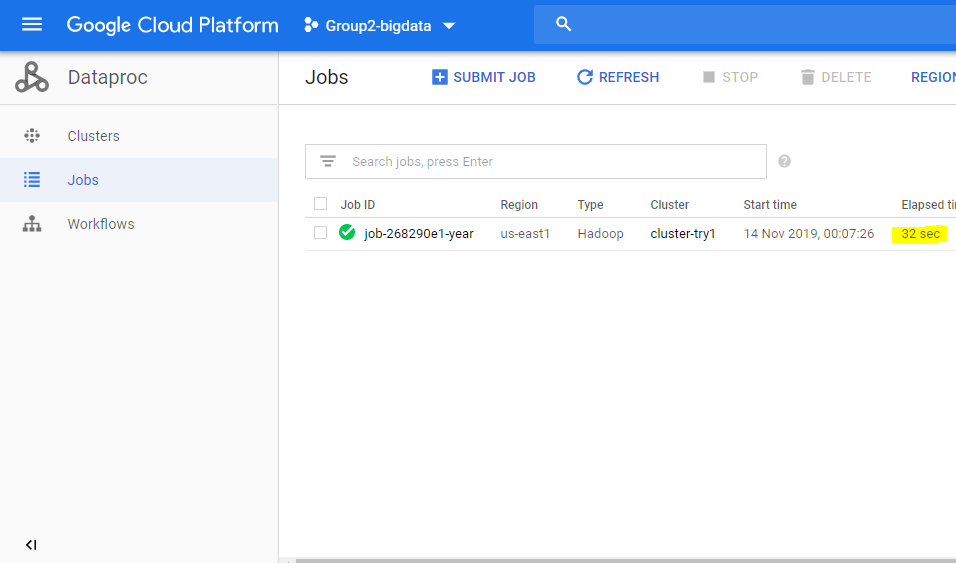 Google Cloud Platform Group2-bigdata
Dataproc Jobs SUBMIT JOB REFRESH STOP DELETE REGION
Clusters
Jobs
Workflows
Search jobs, press Enter
Job ID Region Type Cluster Start time Elapsed ti
job-268290e1-year us-east1 Hadoop cluster-try1 14 Nov 2019, 00:07:26 32 sec